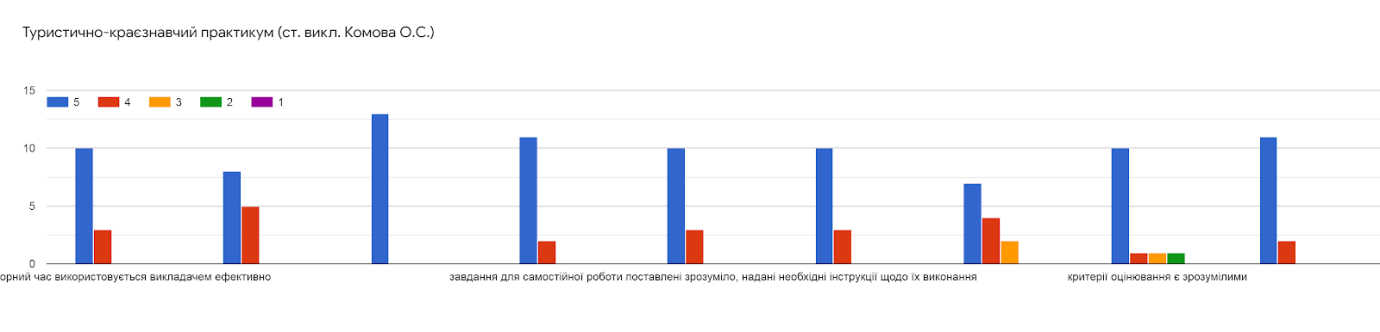 Туристично-краєзнавчий практикум (ст. викл. Комова О.С.)
15
5 4 3 2 1
10
5
0
орний час використовується викладачем ефективно
завдання для самостійної роботи поставлені зрозуміло, надані необхідні інструкції щодо їх виконання
критерії оцінювання є зрозумілими